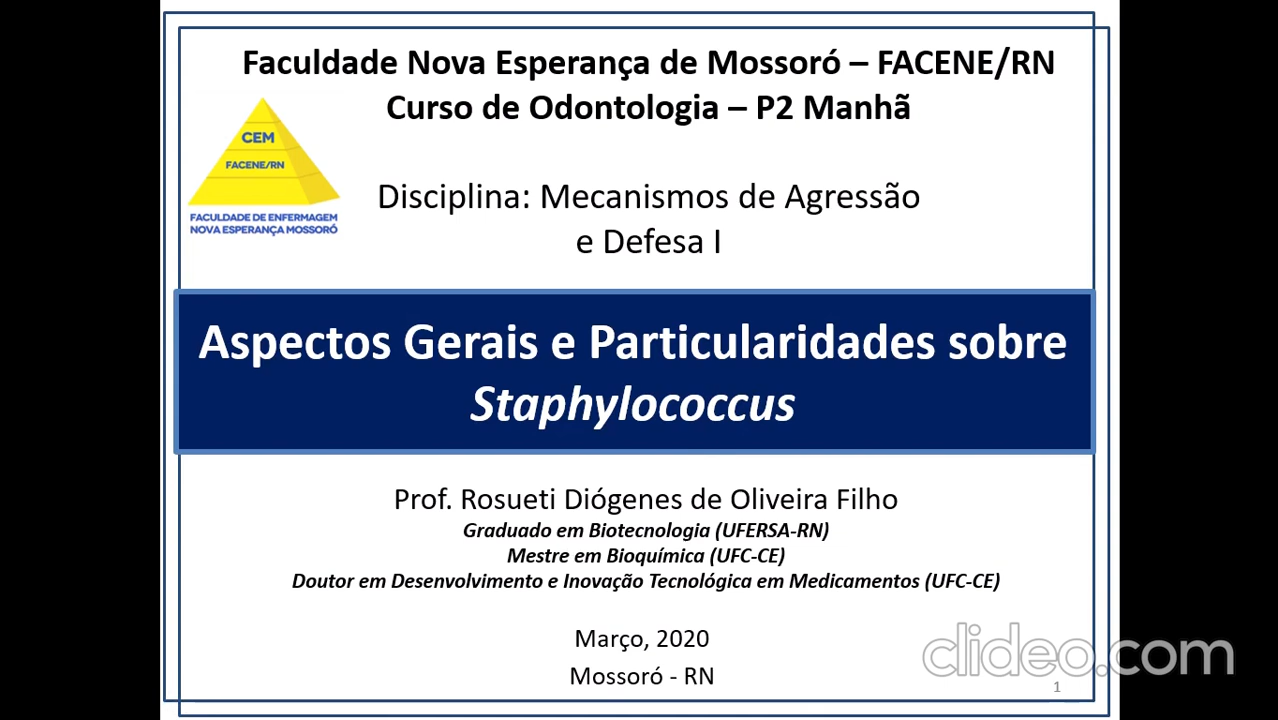 Faculdade Nova Esperança de Mossoró – FACENE/RN
Curso de Odontologia – P2 Manhã
CEM
FACENE/RN
FACULDADE DE ENFERMAGEM
NOVA ESPERANÇA MOSSORÓ
Disciplina: Mecanismos de Agressão
e Defesa I
Aspectos Gerais e Particularidades sobre
Staphylococcus
Prof. Rosueti Diógenes de Oliveira Filho
Graduado em Biotecnologia (UFERSA-RN)
Mestre em Bioquímica (UFC-CE)
Doutor em Desenvolvimento e Inovação Tecnológica em Medicamentos (UFC-CE)
Março, 2020
Mossoró - RN
clideo.com
1